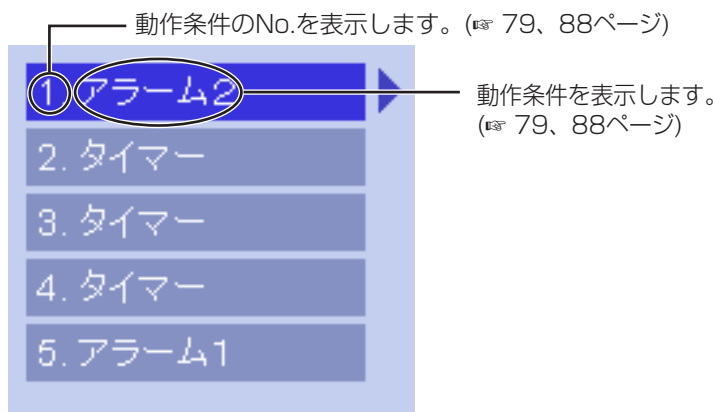 動作条件のNo.を表示します。(☞ 79、88ページ)
1 アラーム2
動作条件を表示します。
(☞ 79、88ページ)
2. タイマー
3. タイマー
4. タイマー
5. アラーム1